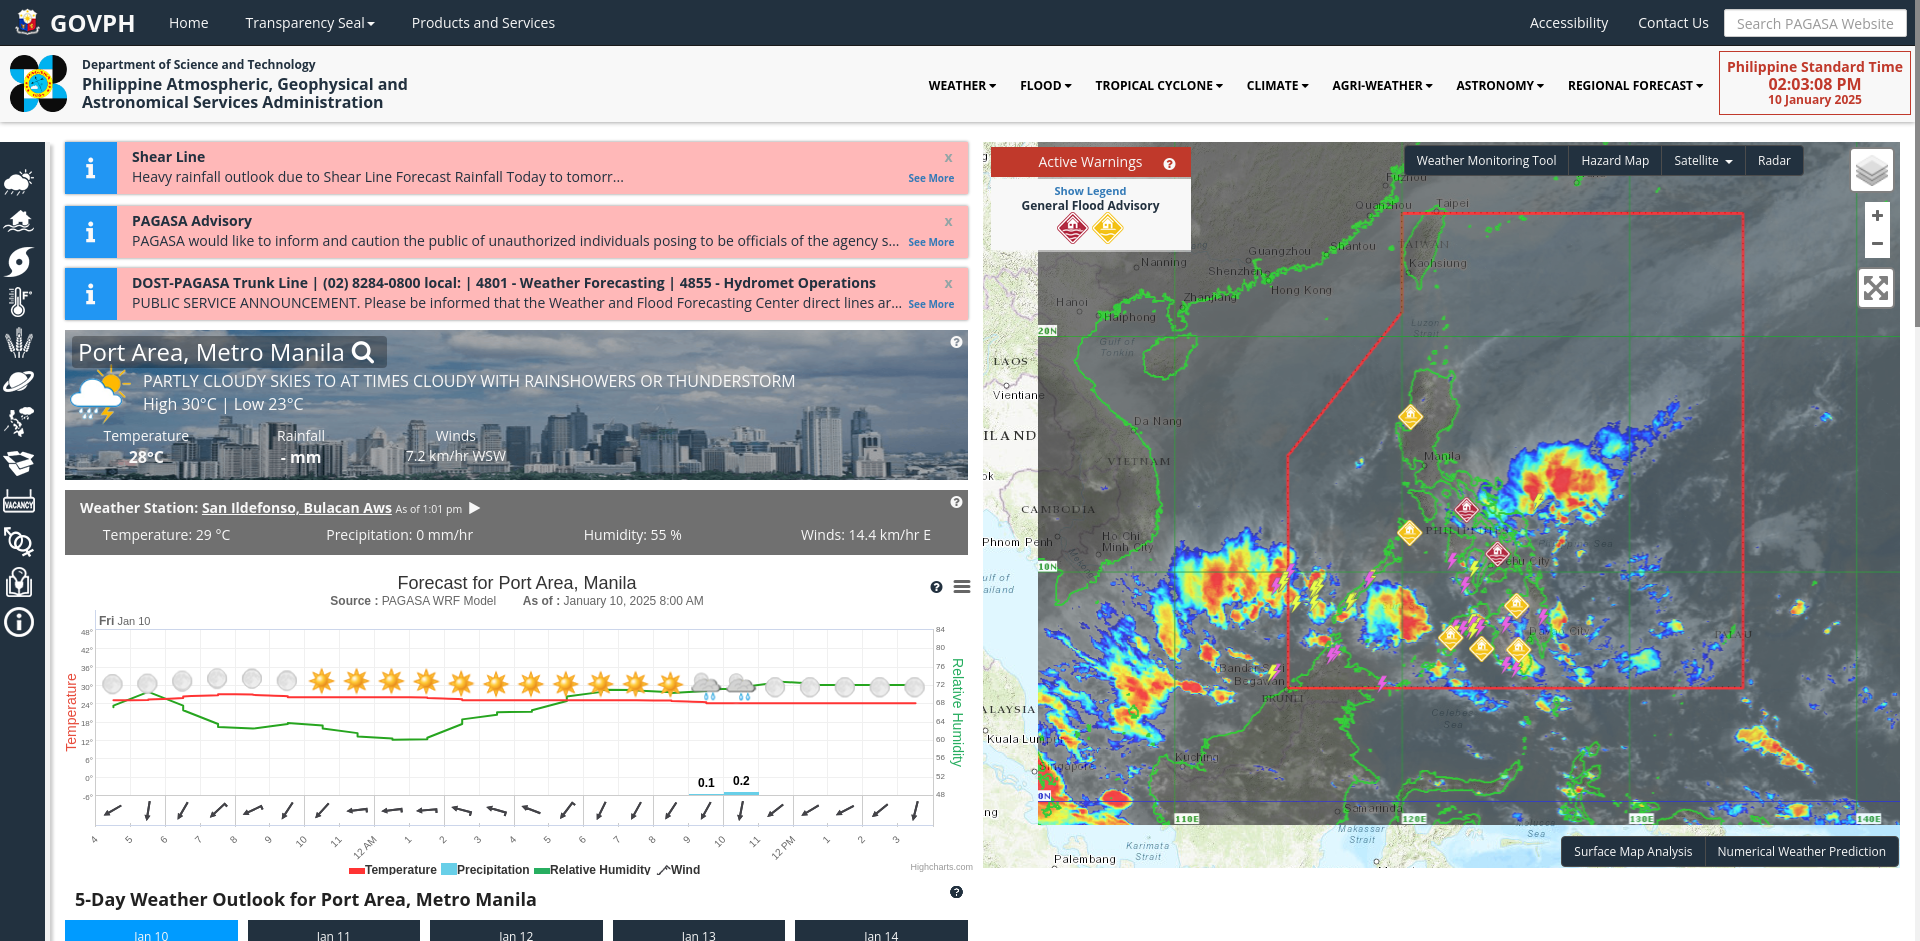 GOVPH
Home
Transparency Seal
Products and Services
Accessibility
Contact Us
Search PAGASA Website
Department of Science and Technology
Philippine Atmospheric, Geophysical and
Astronomical Services Administration
WEATHER
FLOOD
TROPICAL CYCLONE
CLIMATE
AGRI-WEATHER
ASTRONOMY
REGIONAL FORECAST
Philippine Standard Time
02:03:08 PM
10 January 2025
Shear Line
x
Heavy rainfall outlook due to Shear Line Forecast Rainfall Today to tomorr...
See More
PAGASA Advisory
x
PAGASA would like to inform and caution the public of unauthorized individuals posing to be officials of the agency s...
See More
DOST-PAGASA Trunk Line | (02) 8284-0800 local: | 4801 - Weather Forecasting | 4855 - Hydromet Operations
x
PUBLIC SERVICE ANNOUNCEMENT. Please be informed that the Weather and Flood Forecasting Center direct lines ar...
See More
Port Area, Metro Manila
PARTLY CLOUDY SKIES TO AT TIMES CLOUDY WITH RAINSHOWERS OR THUNDERSTORM
High 30°C | Low 23°C
Temperature
Rainfall
Winds
28°C
- mm
7.2 km/hr WSW
Weather Station: San Ildefonso, Bulacan Aws As of 1:01 pm
Temperature: 29 °C
Precipitation: 0 mm/hr
Humidity: 55 %
Winds: 14.4 km/hr E
VACANCY
Forecast for Port Area, Manila
Source : PAGASA WRF Model
As of : January 10, 2025 8:00 AM
Fri Jan 10
48°
42°
36°
30°
24°
18°
12°
6°
0°
-6°
Temperature
84
80
76
72
68
64
60
56
52
48
Relative Humidity
0.1
0.2
4
5
6
7
8
9
10
11
12 AM
1
2
3
4
5
6
7
8
9
10
11
12 PM
1
2
3
Temperature
Precipitation
Relative Humidity
Wind
Highcharts.com
5-Day Weather Outlook for Port Area, Metro Manila
Jan 10
Jan 11
Jan 12
Jan 13
Jan 14
Active Warnings
Show Legend
General Flood Advisory
Weather Monitoring Tool
Hazard Map
Satellite
Radar
+
−
Fuzhou
Quanzhou
Taipei
Guangzhou
Shantou
TAIWAN
Nanning
Shenzhen
Kaohsiung
Hanoi
Zhanjiang
Hong Kong
Haiphong
20N
Luzon
Strait
Gulf of
Tonkin
LAOS
Vientiane
Da Nang
ILAND
VIETNAM
Manila
ok
CAMBODIA
PHILIPPINES
Phnom Penh
Ho Chi
Minh City
ebu City
10N
ulf of
ailand
Davao City
PALAU
Bandar Seri
Begawan
BRUNEI
ALAYSIA
Celebes
Sea
Kuala Lumpur
Kuching
Singapore
0N
ng
Samarinda
110E
120E
130E
140E
Makassar
Strait
Sea
Karimata
Strait
Palembang
Surface Map Analysis
Numerical Weather Prediction